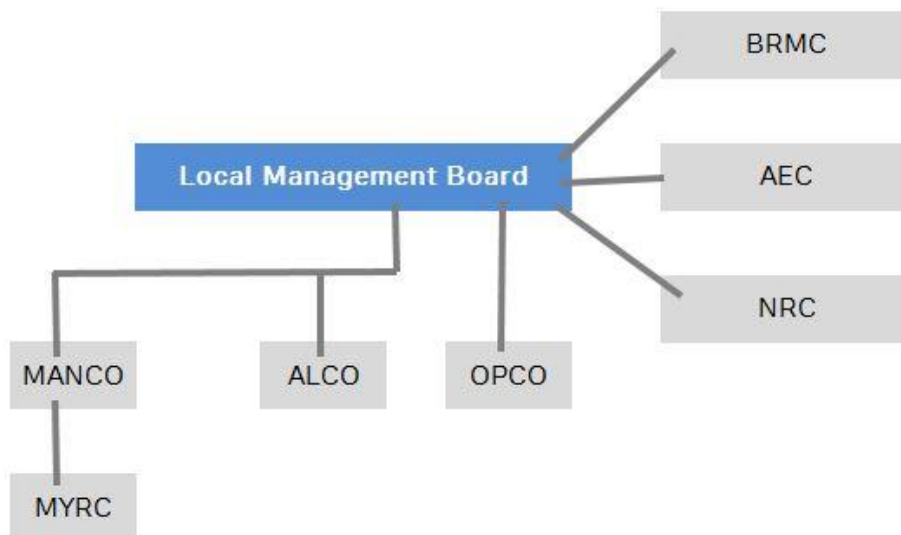 BRMC
Local Management Board
AEC
NRC
MANCO
ALCO
OPCO
MYRC